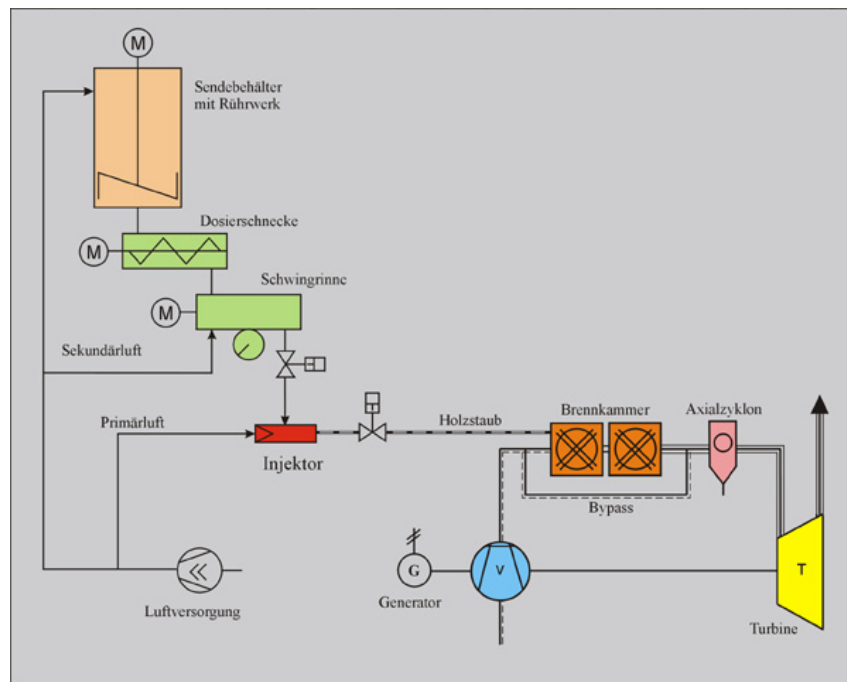 M
Sendebehälter
mit Rührwerk
Dosierschnecke
M
Schwingrinne
M
Sekundärluft
Primärluft
Holzstaub
Brennkammer
Axialzyklon
Injektor
Bypass
G
V
T
Generator
Luftversorgung
Turbine